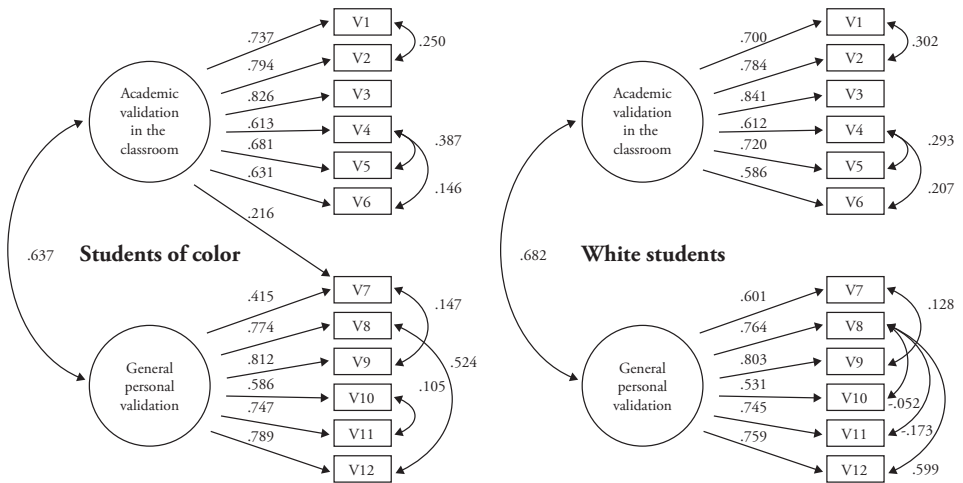 V1
.737
.250
.794
V2
Academic
validation
in the
classroom
.826
V3
.613
V4
.387
.681
V5
.631
V6
.146
.216
.637
Students of color
.415
V7
.147
.774
V8
.812
V9
.524
General
personal
validation
.586
V10
.105
.747
V11
.789
V12
V1
.700
.302
.784
V2
Academic
validation
in the
classroom
.841
V3
.612
V4
.293
.720
V5
.586
V6
.207
.682
White students
.601
V7
.128
.764
V8
.803
V9
General
personal
validation
.531
V10
-.052
.745
V11
-.173
.759
V12
.599